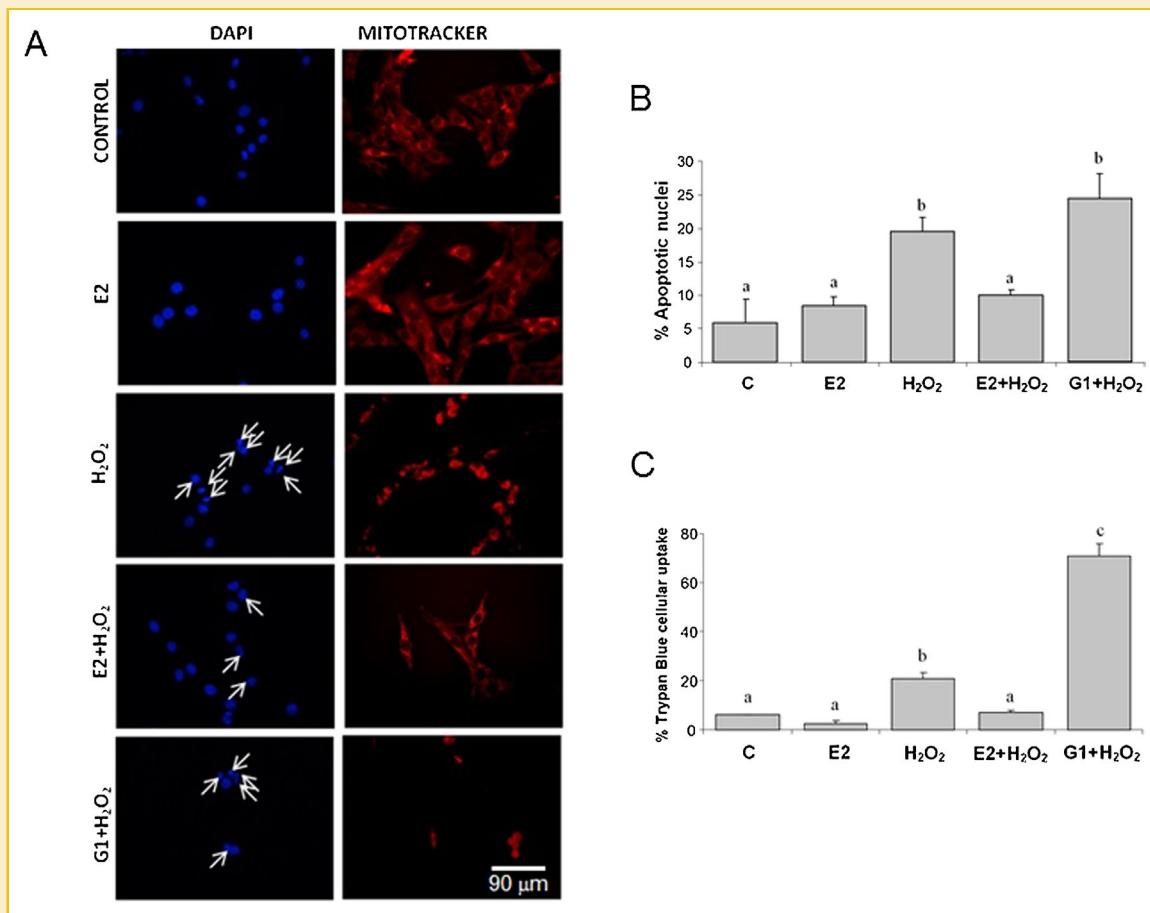 A
DAPI
MITOTRACKER
CONTROL
E2
H₂O₂
E2+H₂O₂
G1+H₂O₂
90 µm
B
% Apoptotic nuclei
30
25
20
15
10
5
0
a
a
b
a
b
C
E2
H₂O₂
E2+H₂O₂
G1+H₂O₂
C
% Trypan Blue cellular uptake
80
60
40
20
0
a
a
b
a
c
C
E2
H₂O₂
E2+H₂O₂
G1+H₂O₂